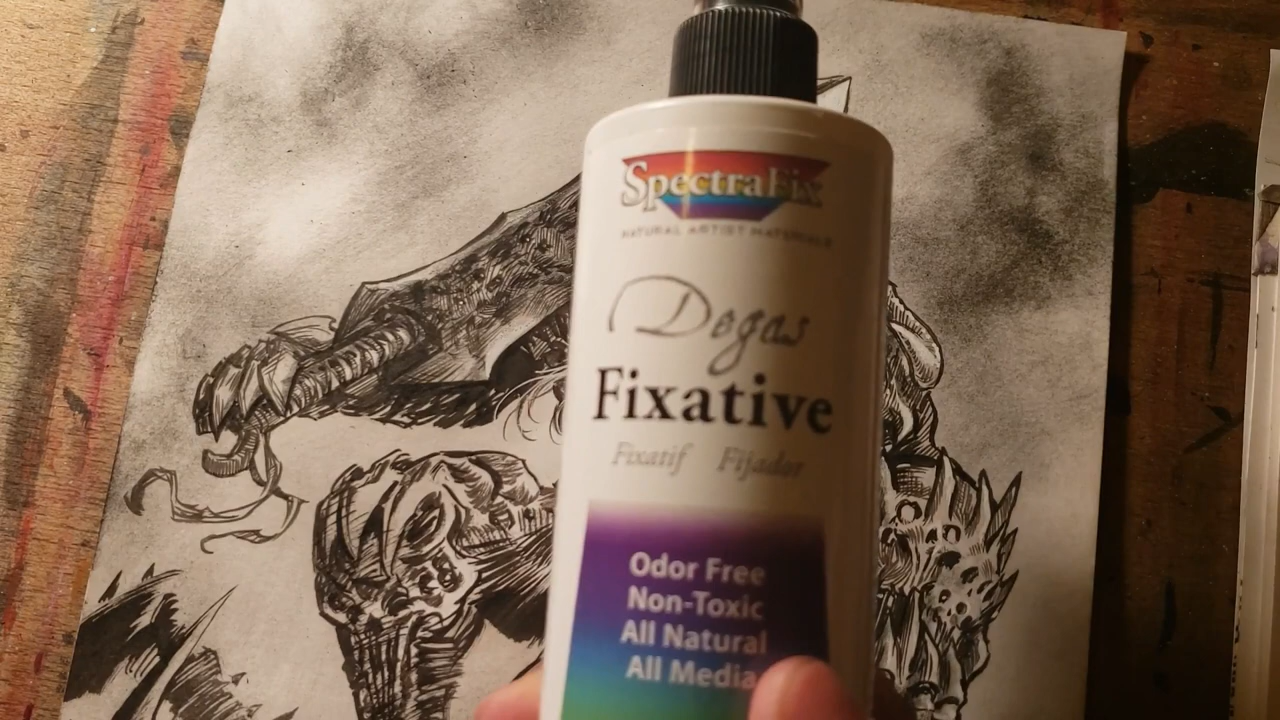 SpectraFix
NATURAL ARTIST MATERIALS
Degas
Fixative
Fixatif Fijador
Odor Free
Non-Toxic
All Natural
All Media